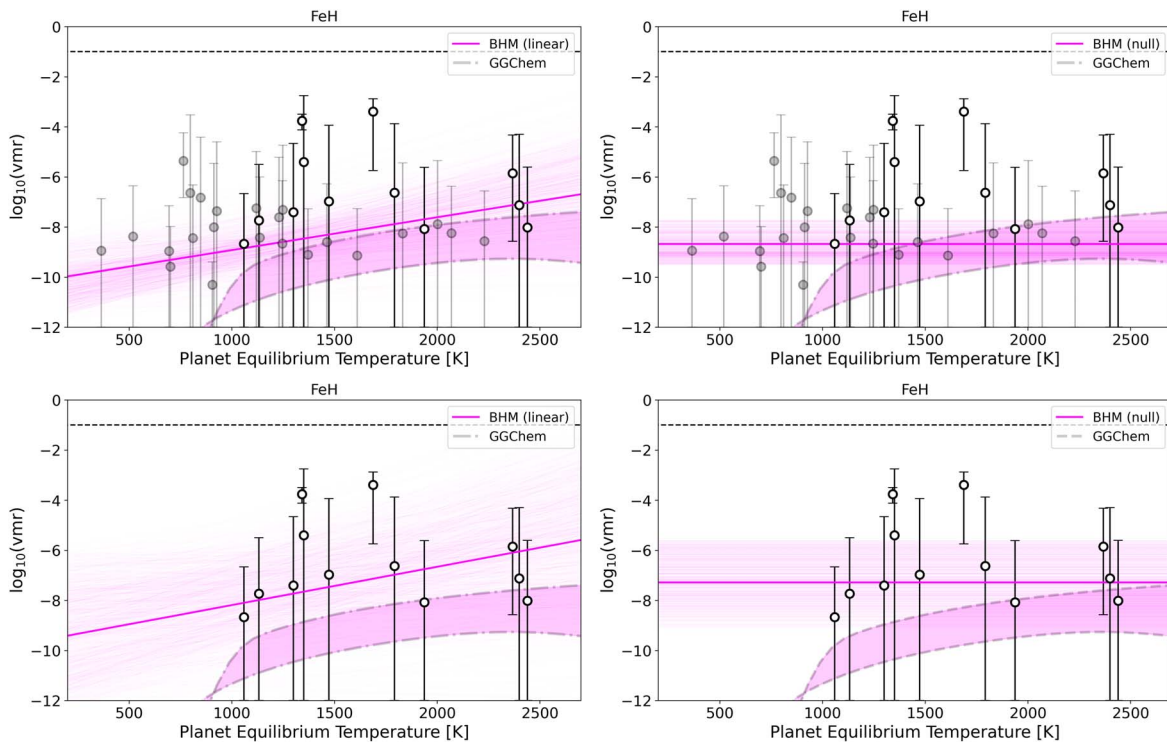 FeH
BHM (linear)
GGChem
log₁₀(vmr)
0
−2
−4
−6
−8
−10
−12
500 1000 1500 2000 2500
Planet Equilibrium Temperature [K]
FeH
BHM (null)
GGChem
log₁₀(vmr)
0
−2
−4
−6
−8
−10
−12
500 1000 1500 2000 2500
Planet Equilibrium Temperature [K]
FeH
BHM (linear)
GGChem
log₁₀(vmr)
0
−2
−4
−6
−8
−10
−12
500 1000 1500 2000 2500
Planet Equilibrium Temperature [K]
FeH
BHM (null)
GGChem
log₁₀(vmr)
0
−2
−4
−6
−8
−10
−12
500 1000 1500 2000 2500
Planet Equilibrium Temperature [K]